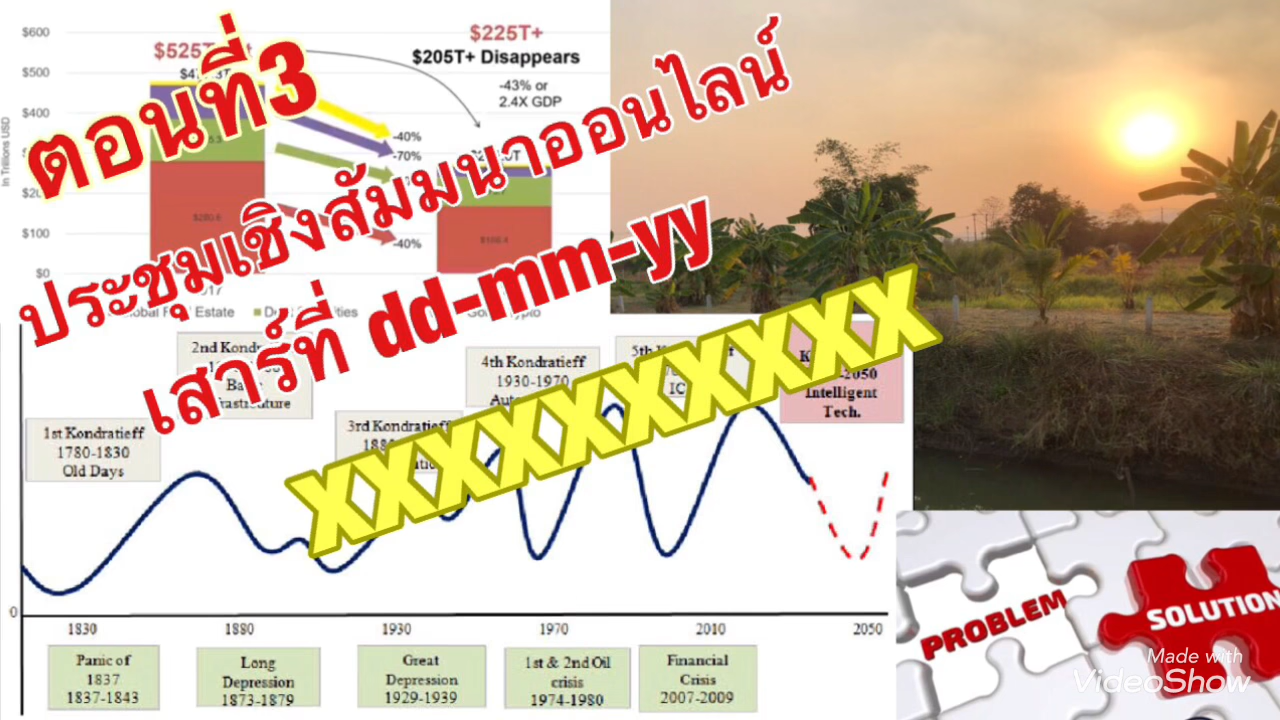 $600
$500
$400
$100
$0
In Trillions USD
$225T+
$205T+ Disappears
-43% or
2.4X GDP
-40%
-70%
-40%
ตอนที่3
ประชุมเชิงสัมมนาออนไลน์
เสาร์ที่ dd-mm-yy
xxxxxxxxxx
1st Kondratieff
1780-1830
Old Days
2nd
3rd Kondratieff
4th Kondratieff
1930-1970
5th
-2050
Intelligent
Tech.
0
1830
1880
1930
1970
2010
2050
Panic of
1837
1837-1843
Long
Depression
1873-1879
Great
Depression
1929-1939
1st & 2nd Oil
crisis
1974-1980
Financial
Crisis
2007-2009
PROBLEM
SOLUTION
Made with
VideoShow